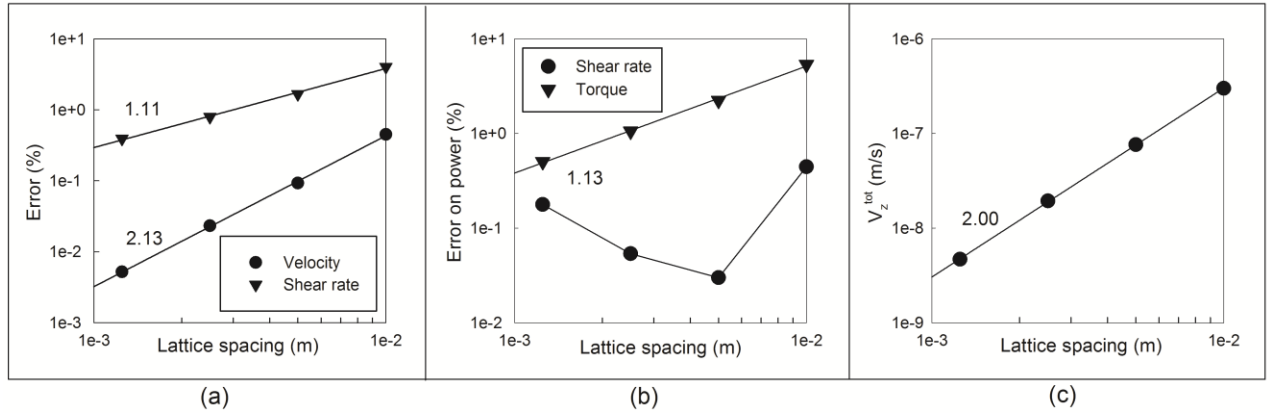 1e+1
1e+0
1e-1
1e-2
1e-3
Error (%)
1.11
2.13
Velocity
Shear rate
1e-3
1e-2
Lattice spacing (m)
(a)
1e+1
1e+0
1e-1
1e-2
Error on power (%)
Shear rate
Torque
1.13
1e-3
1e-2
Lattice spacing (m)
(b)
1e-6
1e-7
1e-8
1e-9
V_z^tot (m/s)
2.00
1e-3
1e-2
Lattice spacing (m)
(c)